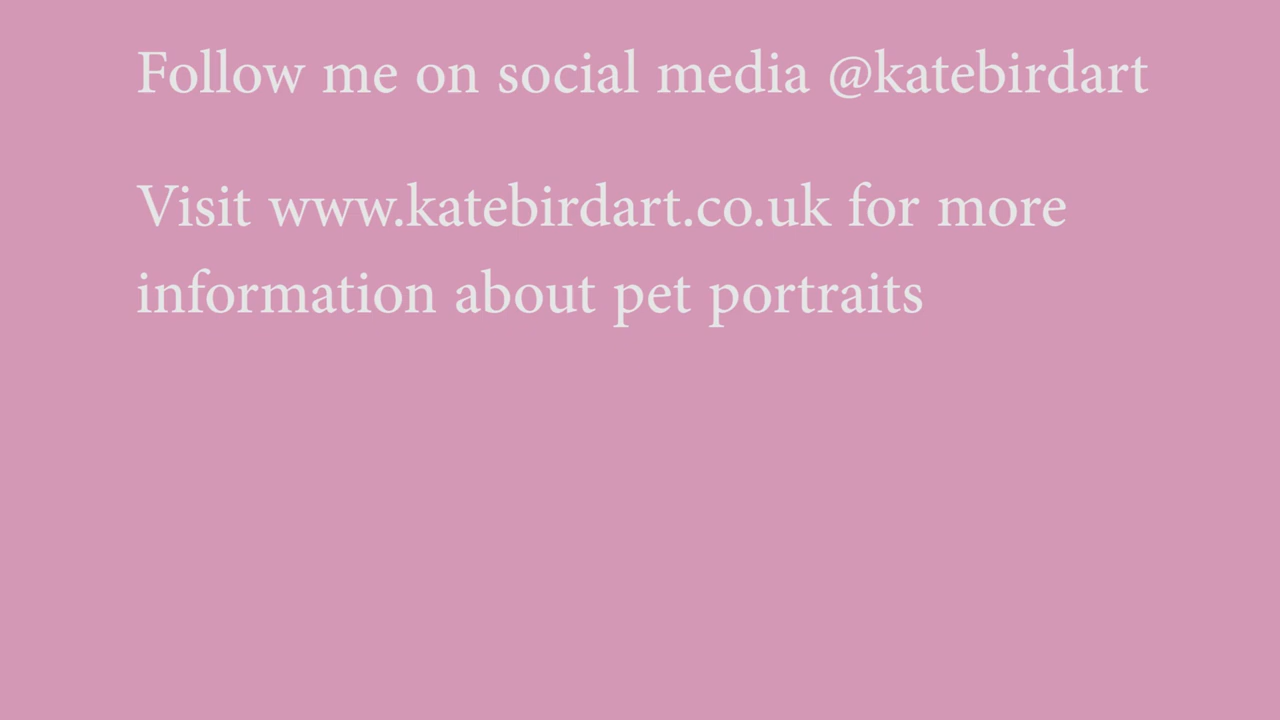 Follow me on social media @katebirdart
Visit www.katebirdart.co.uk for more
information about pet portraits